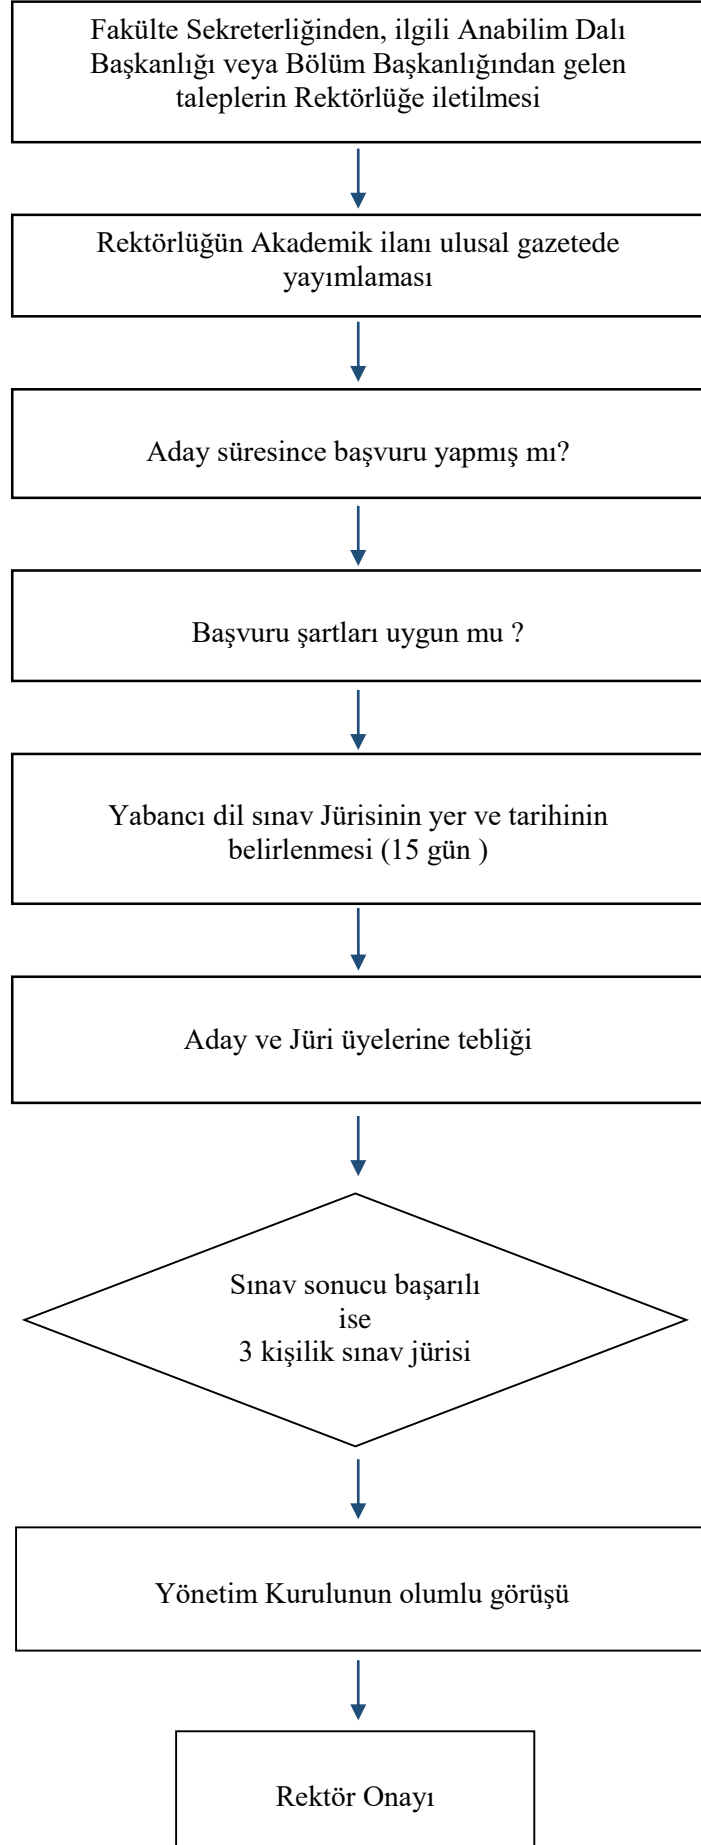 Fakülte Sekreterliğinden, ilgili Anabilim Dalı
Başkanlığı veya Bölüm Başkanlığından gelen
taleplerin Rektörlüğe iletilmesi
Rektörlüğün Akademik ilanı ulusal gazetede
yayımlaması
Aday süresince başvuru yapmış mı?
Başvuru şartları uygun mu ?
Yabancı dil sınav Jürisinin yer ve tarihinin
belirlenmesi (15 gün )
Aday ve Jüri üyelerine tebliği
Sınav sonucu başarılı
ise
3 kişilik sınav jürisi
Yönetim Kurulunun olumlu görüşü
Rektör Onayı